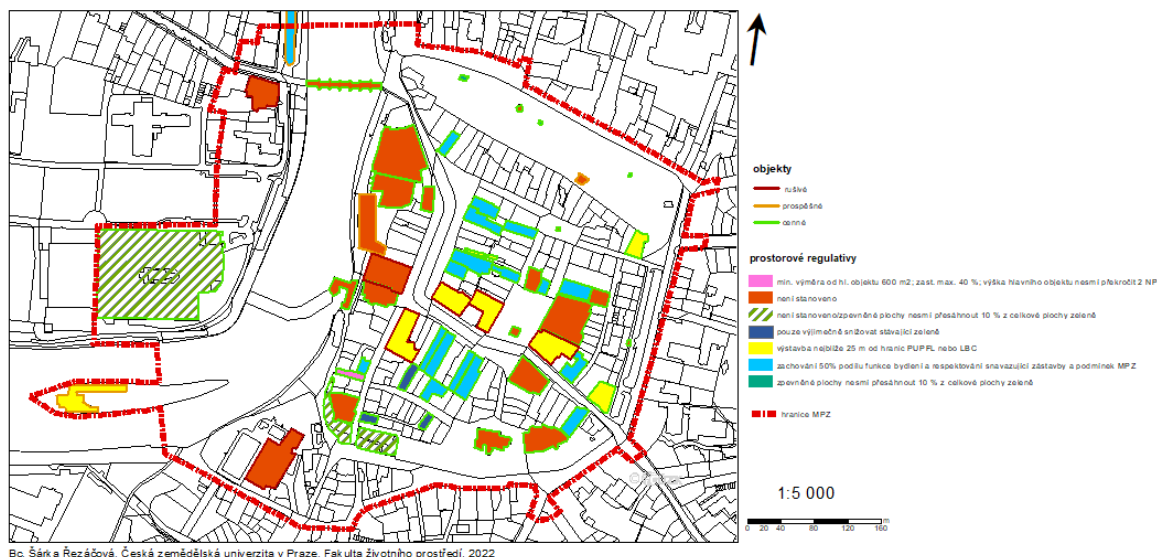 objekty
rušivé
prospěšné
cenné
prostorové regulativy
min. výměra od hl. objektu 600 m2; zast. max. 40 %; výška hlavního objektu nesmí překročit 2 NP
není stanoveno
není stanoveno/zpevněné plochy nesmí přesáhnout 10 % z celkové plochy zeleně
pouze výjimečně snižovat stávající zeleně
výstavba nejblíže 25 m od hranic PUPFL nebo LBC
zachování 50% podílu funkce bydlení a respektování snavazující zástavby a podmínek MPZ
zpevněné plochy nesmí přesáhnout 10 % z celkové plochy zeleně
hranice MPZ
1:5 000
m
0 20 40 80 120 160
Bc. Šárka Řezáčová, Česká zemědělská univerzita v Praze, Fakulta životního prostředí, 2022